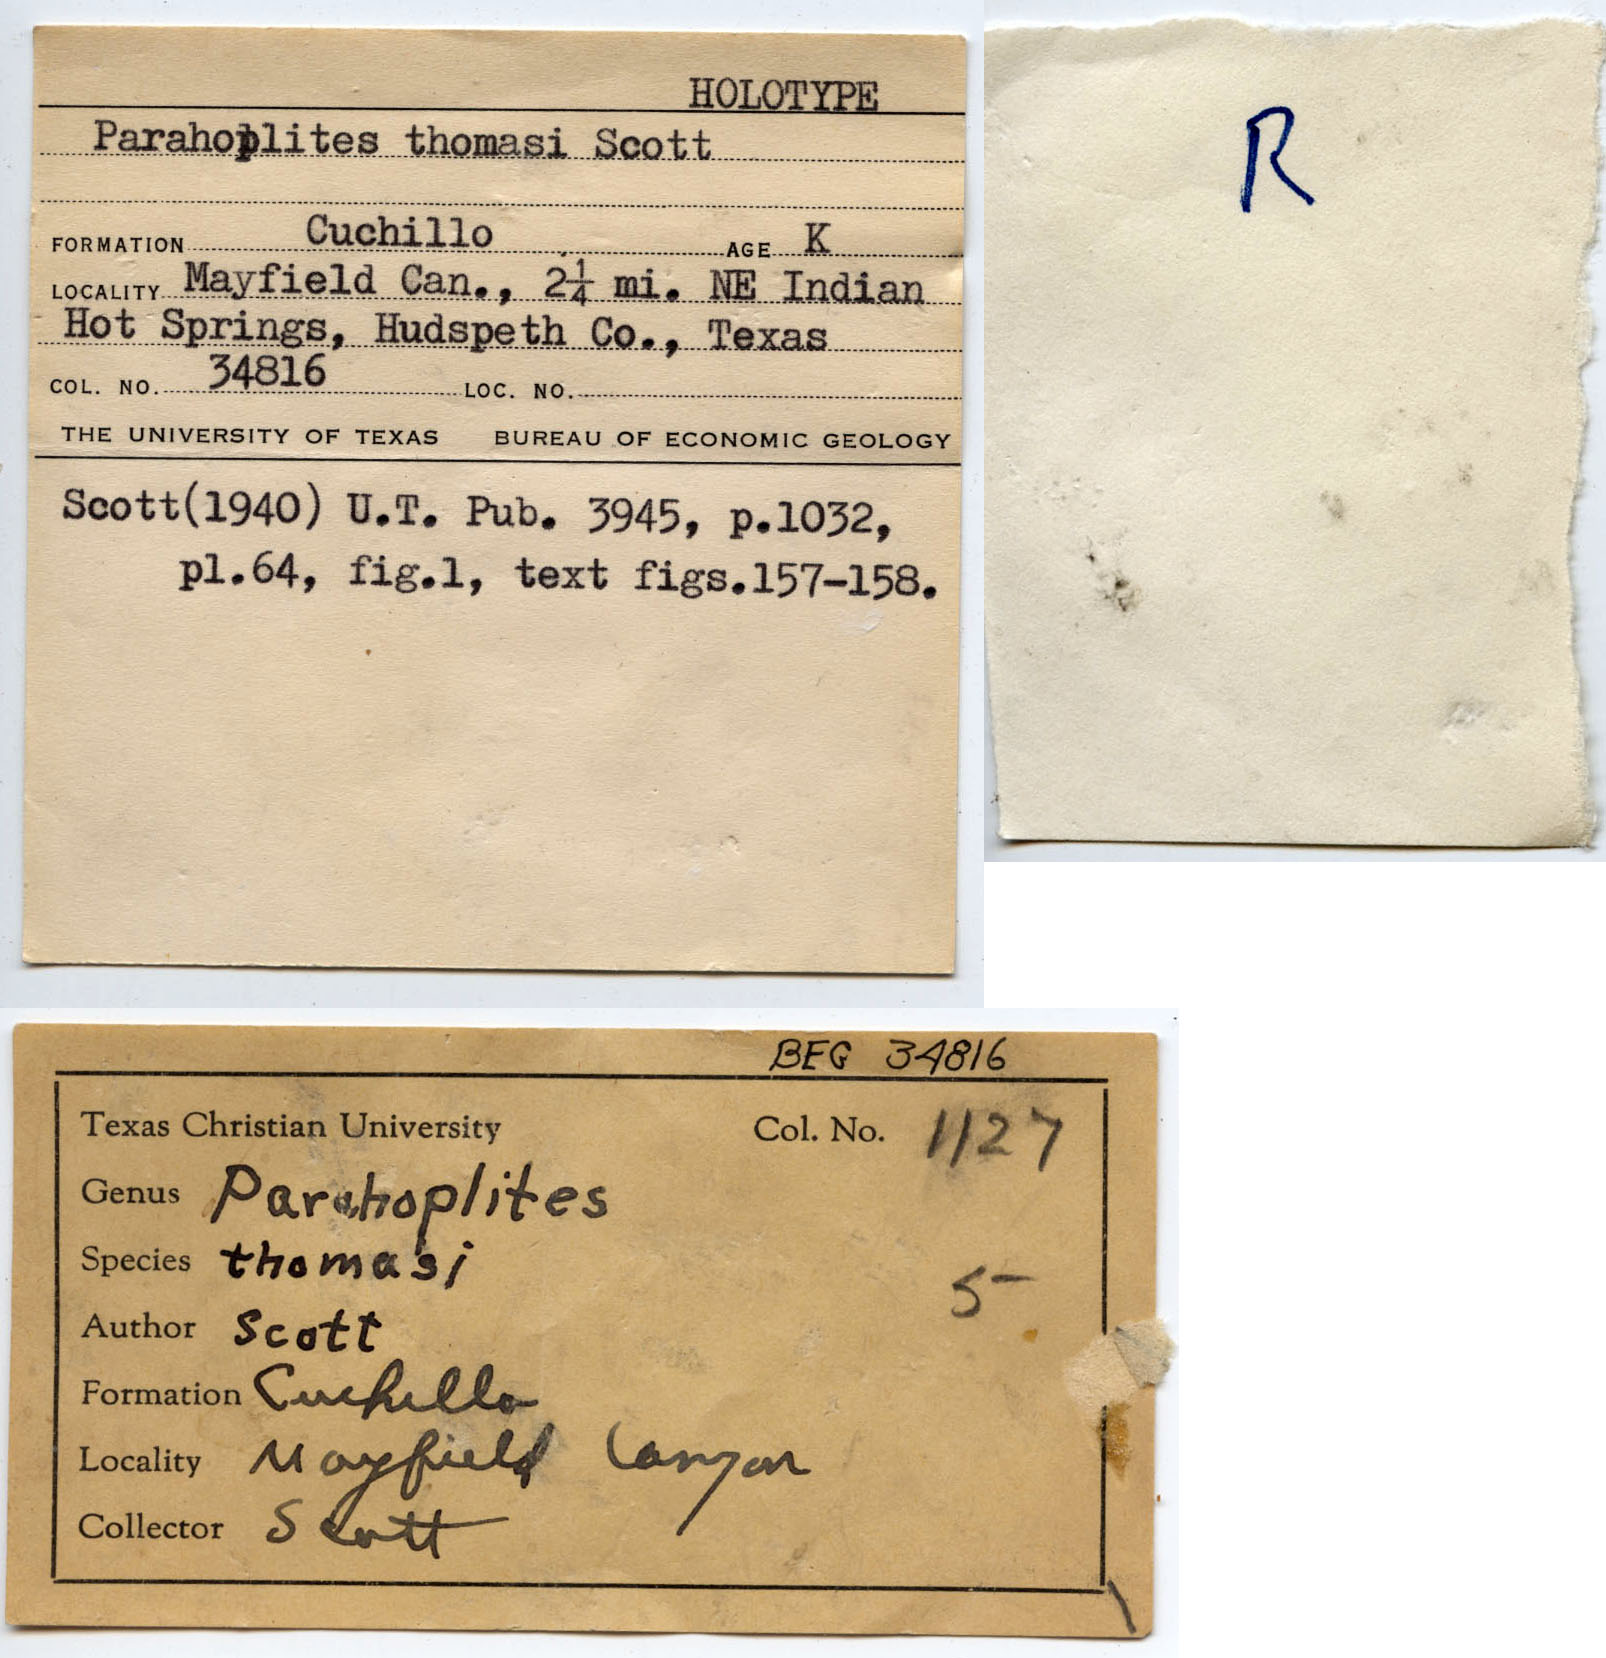 HOLOTYPE
Parahoplites thomasi Scott
FORMATION Cuchillo AGE K
LOCALITY Mayfield Can., 2¼ mi. NE Indian
Hot Springs, Hudspeth Co., Texas
COL. NO. 34816 LOC. NO.
THE UNIVERSITY OF TEXAS BUREAU OF ECONOMIC GEOLOGY
Scott(1940) U.T. Pub. 3945, p.1032,
pl.64, fig.1, text figs.157-158.
R
BEG 34816
Texas Christian University Col. No. 1127
Genus Parahoplites
Species thomasi
5-
Author Scott
Formation Cuchillo
Locality Mayfield Canyon
Collector Scott